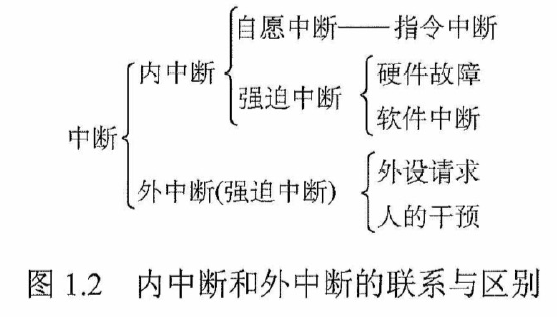 自愿中断——指令中断
内中断
硬件故障
强迫中断
软件中断
中断
外设请求
外中断(强迫中断)
人的干预
图 1.2 内中断和外中断的联系与区别